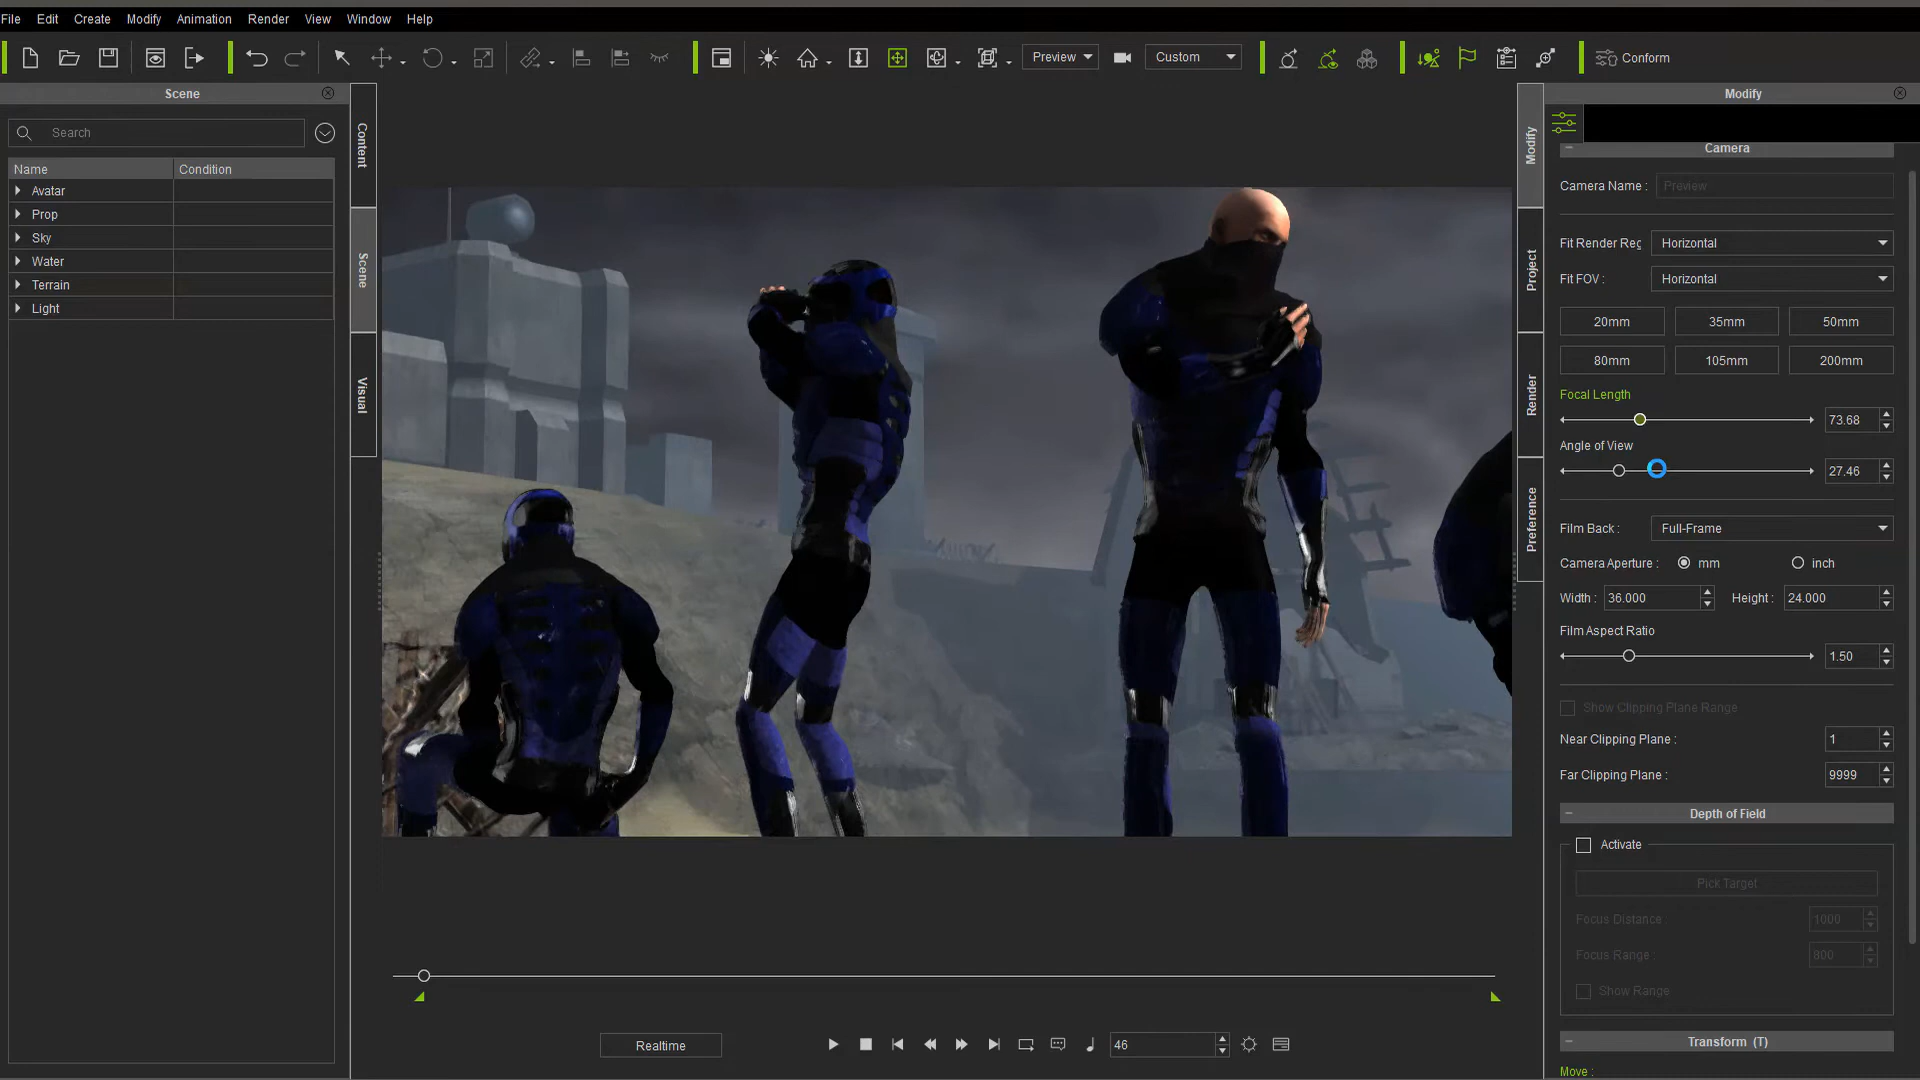 File Edit Create Modify Animation Render View Window Help
Preview Custom Conform
Scene
Search
Name Condition
Avatar
Prop
Sky
Water
Terrain
Light
Content
Scene
Visual
Modify
Project
Render
Preference
Modify
Camera
Camera Name : Preview
Fit Render Reg Horizontal
Fit FOV : Horizontal
20mm 35mm 50mm
80mm 105mm 200mm
Focal Length
73.68
Angle of View
27.46
Film Back : Full-Frame
Camera Aperture : mm inch
Width : 36.000 Height : 24.000
Film Aspect Ratio
1.50
Show Clipping Plane Range
Near Clipping Plane : 1
Far Clipping Plane : 9999
Depth of Field
Activate
Pick Target
Focus Distance 1000
Focus Range 800
Show Range
Transform (T)
Move :
Realtime 46